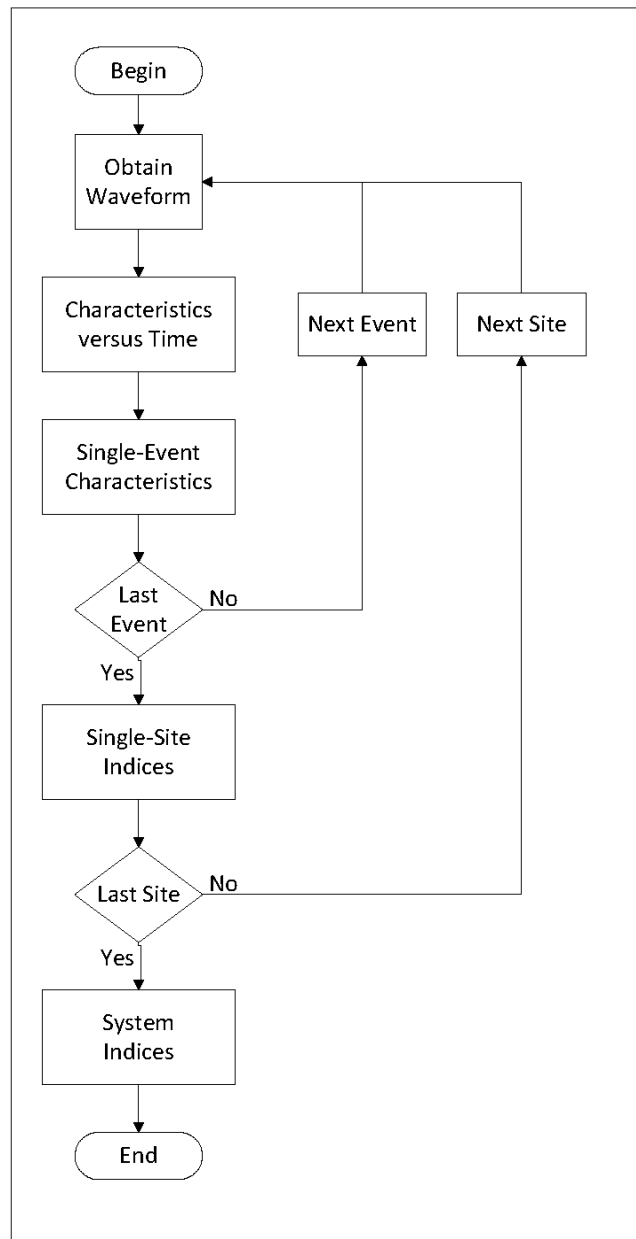 Begin
Obtain
Waveform
Characteristics
versus Time
Next Event
Next Site
Single-Event
Characteristics
Last
Event
No
Yes
Single-Site
Indices
Last Site
No
Yes
System
Indices
End